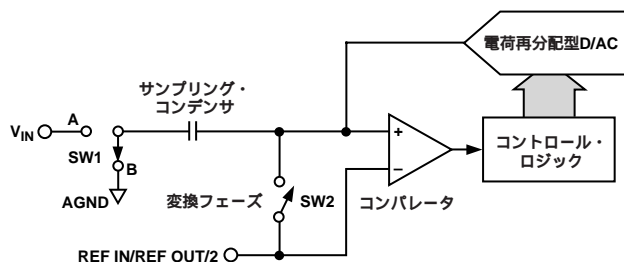 電荷再分配型D/AC
サンプリング・
コンデンサ
VIN
A
SW1
B
AGND
+
−
コントロール・
ロジック
変換フェーズ
SW2
コンパレータ
REF IN/REF OUT/2